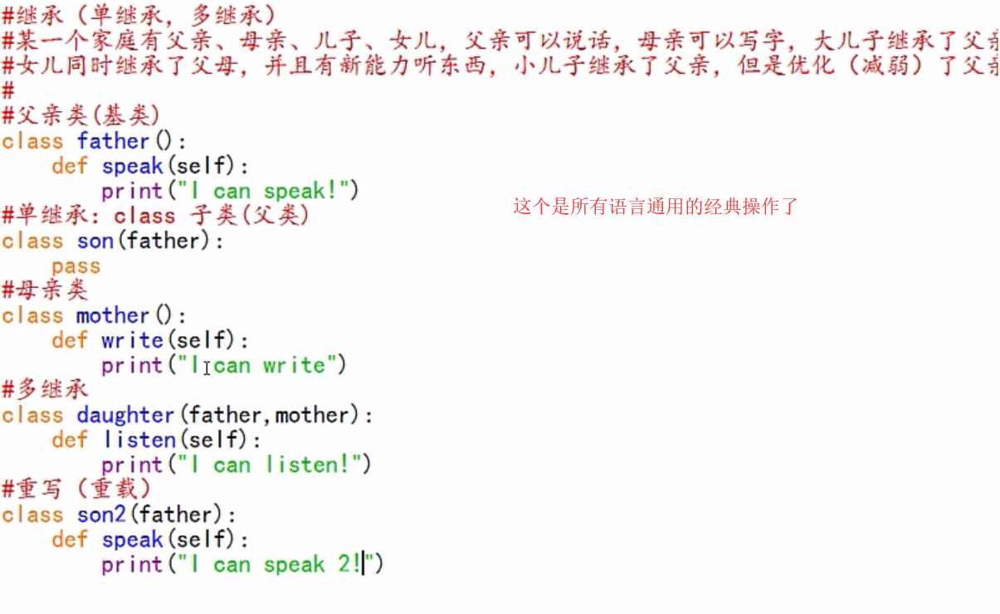 #继承（单继承，多继承）
#某一个家庭有父亲、母亲、儿子、女儿，父亲可以说话，母亲可以写字，大儿子继承了父亲
#女儿同时继承了父母，并且有新能力听东西，小儿子继承了父亲，但是优化（减弱）了父亲
#
#父亲类(基类)
class father():
    def speak(self):
        print("I can speak!")
这个是所有语言通用的经典操作了
#单继承：class 子类(父类)
class son(father):
    pass
#母亲类
class mother():
    def write(self):
        print("I can write")
#多继承
class daughter(father,mother):
    def listen(self):
        print("I can listen!")
#重写（重载）
class son2(father):
    def speak(self):
        print("I can speak 2!")